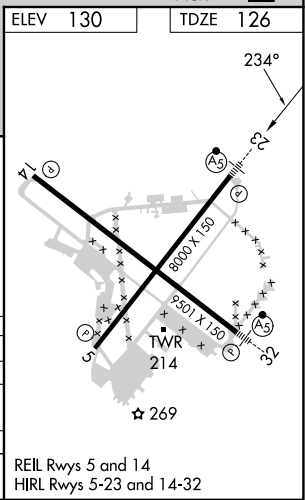 ELEV 130
TDZE 126
234°
23
A5
P
14
P
8000 X 150
9501 X 150
P
5
TWR
214
A5
P
32
269
REIL Rwys 5 and 14
HIRL Rwys 5-23 and 14-32